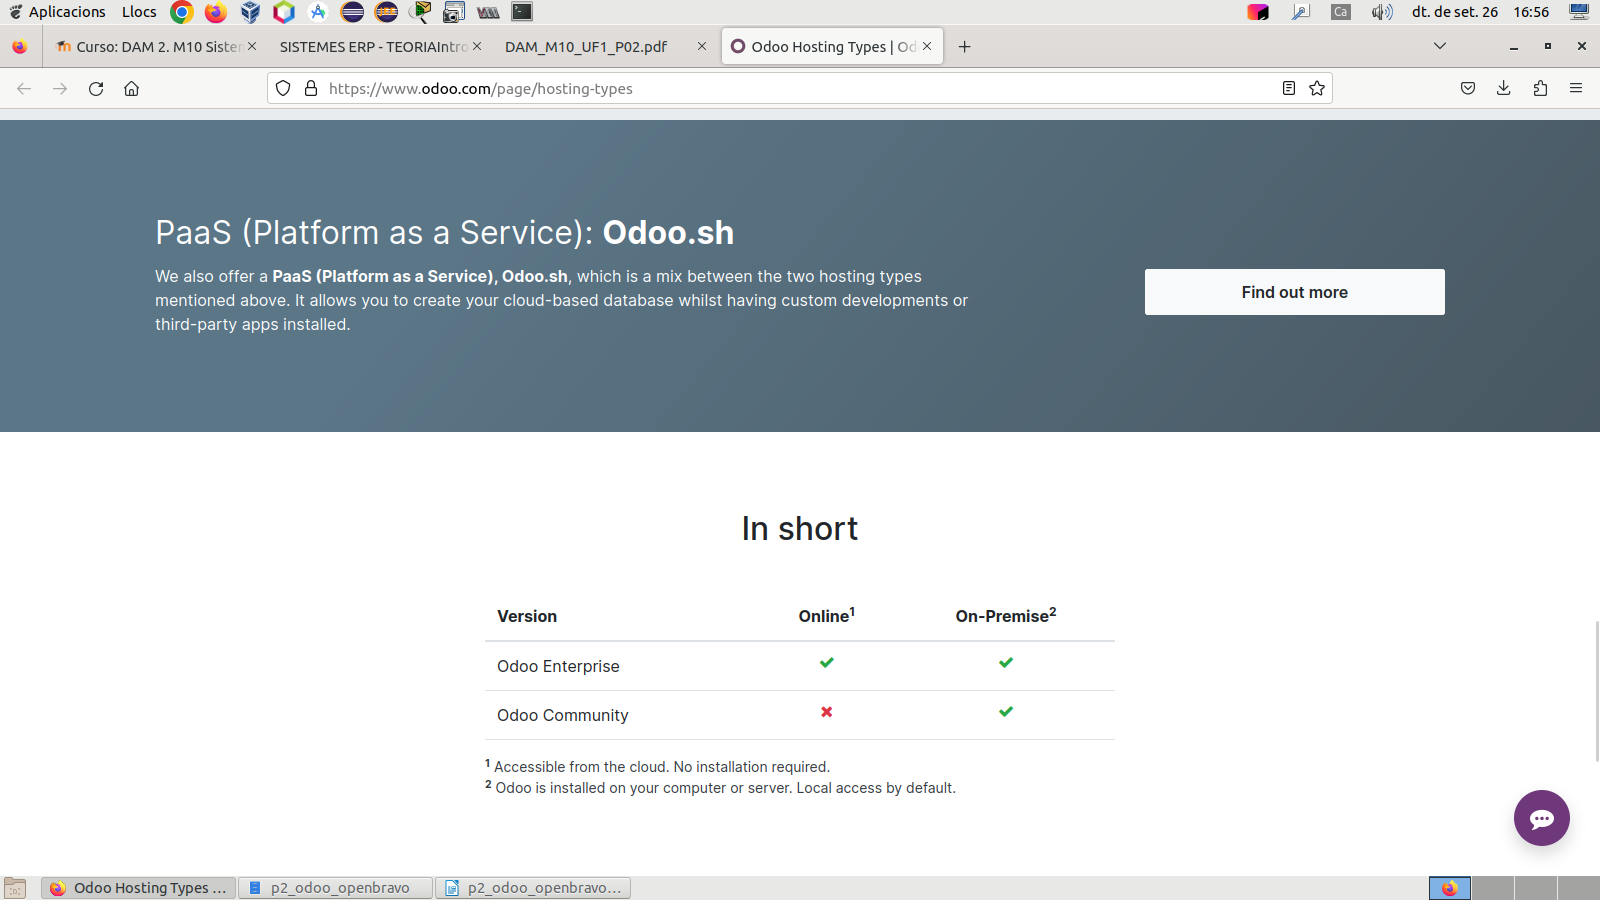 Aplicacions Llocs Ca dt. de set. 26 16:56
Curso: DAM 2. M10 Sister SISTEMES ERP - TEORIAIntro DAM_M10_UF1_P02.pdf Odoo Hosting Types | Od
https://www.odoo.com/page/hosting-types
PaaS (Platform as a Service): Odoo.sh
We also offer a PaaS (Platform as a Service), Odoo.sh, which is a mix between the two hosting types
mentioned above. It allows you to create your cloud-based database whilst having custom developments or
third-party apps installed.
Find out more
In short
Version Online1 On-Premise2
Odoo Enterprise
Odoo Community
1 Accessible from the cloud. No installation required.
2 Odoo is installed on your computer or server. Local access by default.
Odoo Hosting Types ... p2_odoo_openbravo p2_odoo_openbravo...